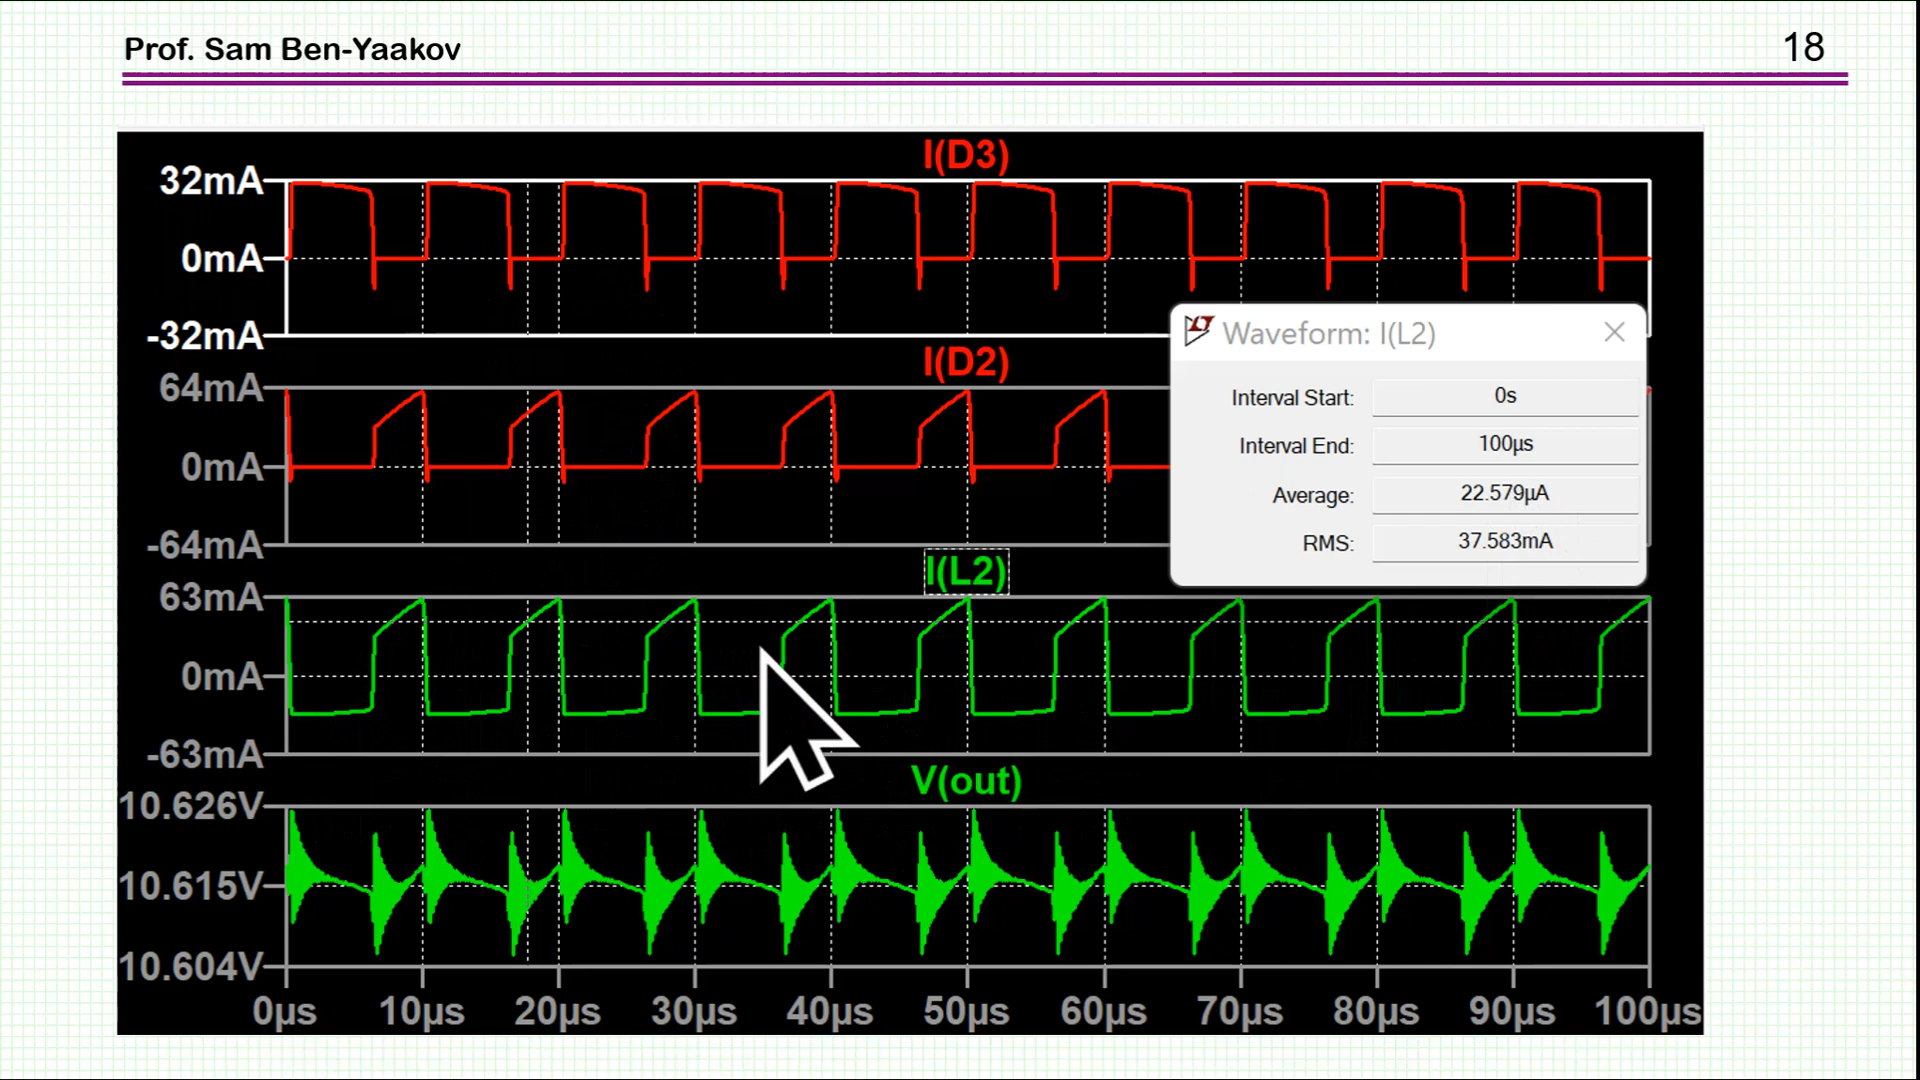 Prof. Sam Ben-Yaakov
18
I(D3)
32mA
0mA
-32mA
I(D2)
64mA
0mA
-64mA
Waveform: I(L2)
Interval Start: 0s
Interval End: 100µs
Average: 22.579µA
RMS: 37.583mA
I(L2)
63mA
0mA
-63mA
V(out)
10.626V
10.615V
10.604V
0µs 10µs 20µs 30µs 40µs 50µs 60µs 70µs 80µs 90µs 100µs